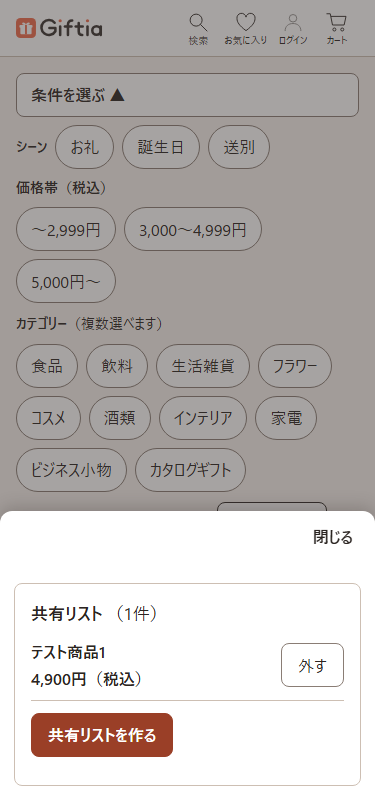 Giftia
検索
お気に入り
ログイン
カート
条件を選ぶ ▲
シーン
お礼
誕生日
送別
価格帯（税込）
～2,999円
3,000～4,999円
5,000円～
カテゴリー（複数選べます）
食品
飲料
生活雑貨
フラワー
コスメ
酒類
インテリア
家電
ビジネス小物
カタログギフト
閉じる
共有リスト （1件）
テスト商品1
4,900円（税込）
外す
共有リストを作る